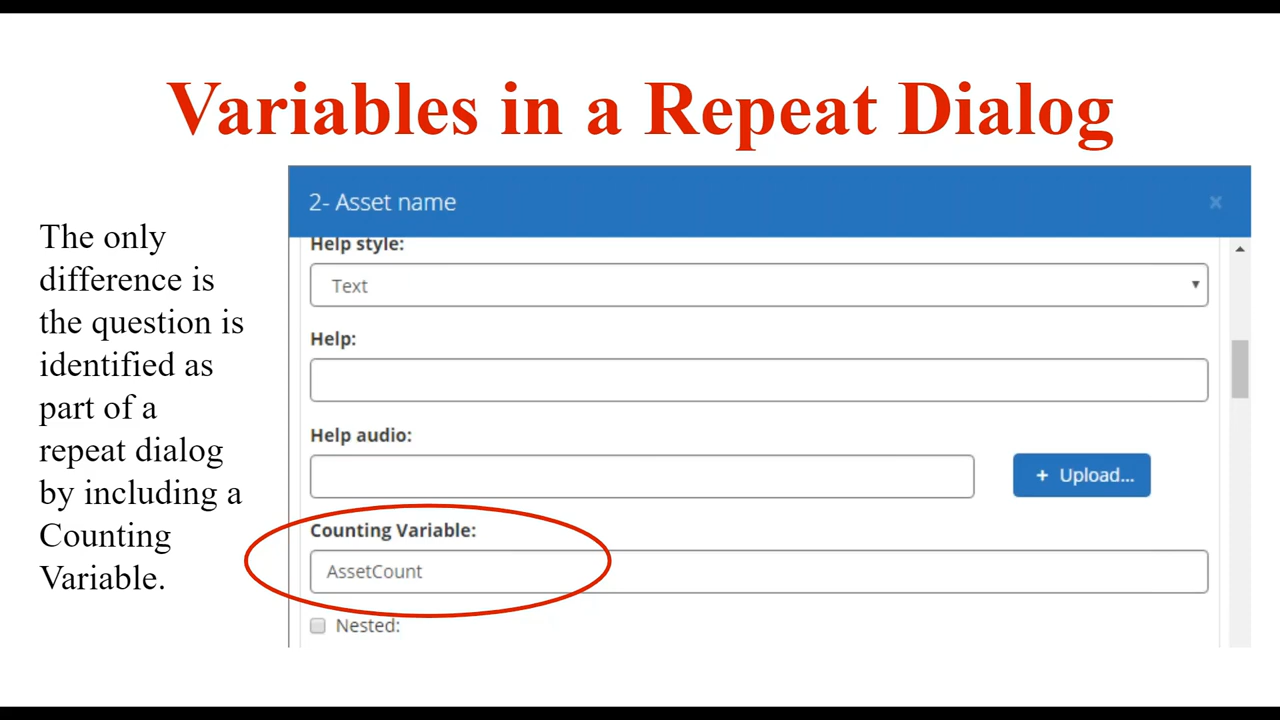 Variables in a Repeat Dialog
The only
difference is
the question is
identified as
part of a
repeat dialog
by including a
Counting
Variable.
2- Asset name
×
Help style:
Text
Help:
Help audio:
+ Upload...
Counting Variable:
AssetCount
Nested: